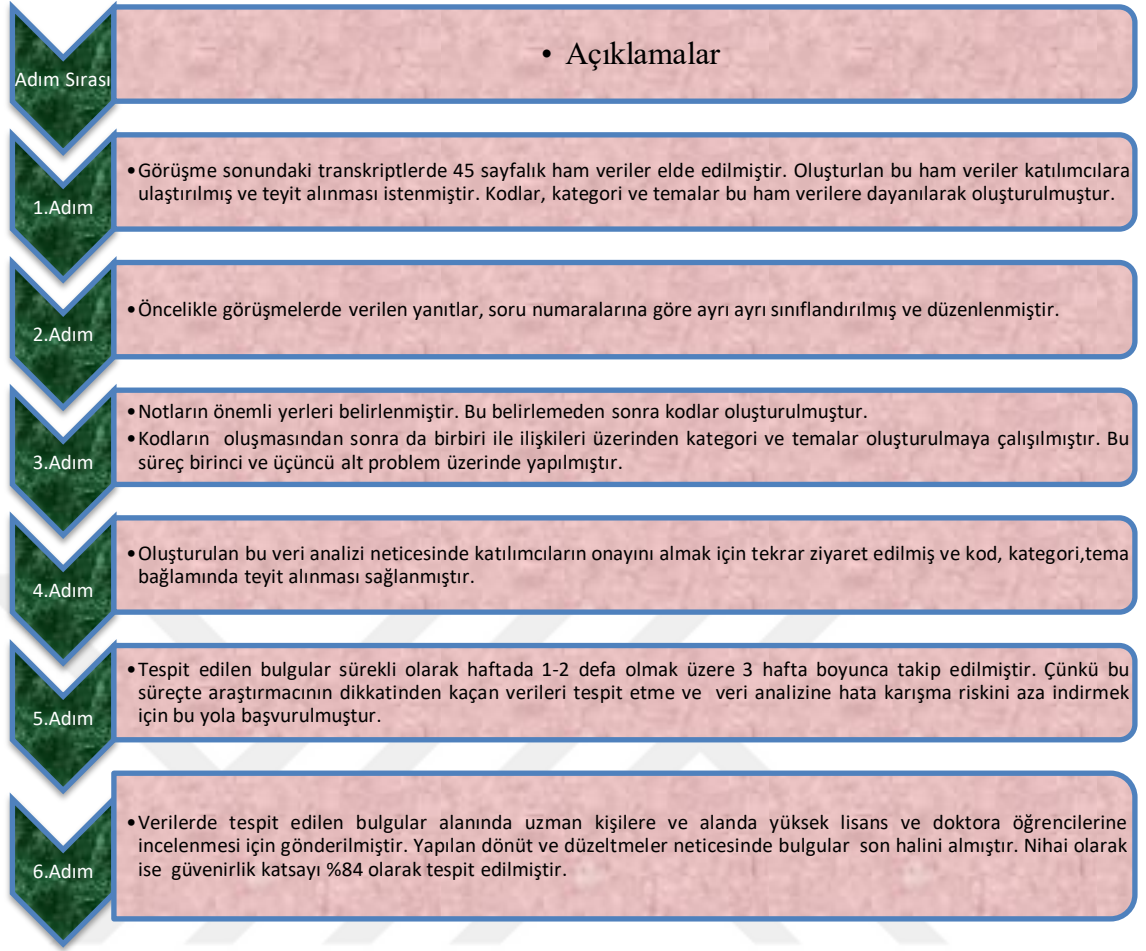 Adım Sırası
• Açıklamalar
1.Adım
•Görüşme sonundaki transkriptlerde 45 sayfalık ham veriler elde edilmiştir. Oluşturlan bu ham veriler katılımcılara
ulaştırılmış ve teyit alınması istenmiştir. Kodlar, kategori ve temalar bu ham verilere dayanılarak oluşturulmuştur.
2.Adım
•Öncelikle görüşmelerde verilen yanıtlar, soru numaralarına göre ayrı ayrı sınıflandırılmış ve düzenlenmiştir.
3.Adım
•Notların önemli yerleri belirlenmiştir. Bu belirlemeden sonra kodlar oluşturulmuştur.
•Kodların oluşmasından sonra da birbiri ile ilişkileri üzerinden kategori ve temalar oluşturulmaya çalışılmıştır. Bu
süreç birinci ve üçüncü alt problem üzerinde yapılmıştır.
4.Adım
•Oluşturulan bu veri analizi neticesinde katılımcıların onayını almak için tekrar ziyaret edilmiş ve kod, kategori,tema
bağlamında teyit alınması sağlanmıştır.
5.Adım
•Tespit edilen bulgular sürekli olarak haftada 1-2 defa olmak üzere 3 hafta boyunca takip edilmiştir. Çünkü bu
süreçte araştırmacının dikkatinden kaçan verileri tespit etme ve veri analizine hata karışma riskini aza indirmek
için bu yola başvurulmuştur.
6.Adım
•Verilerde tespit edilen bulgular alanında uzman kişilere ve alanda yüksek lisans ve doktora öğrencilerine
incelenmesi için gönderilmiştir. Yapılan dönüt ve düzeltmeler neticesinde bulgular son halini almıştır. Nihai olarak
ise güvenirlik katsayı %84 olarak tespit edilmiştir.